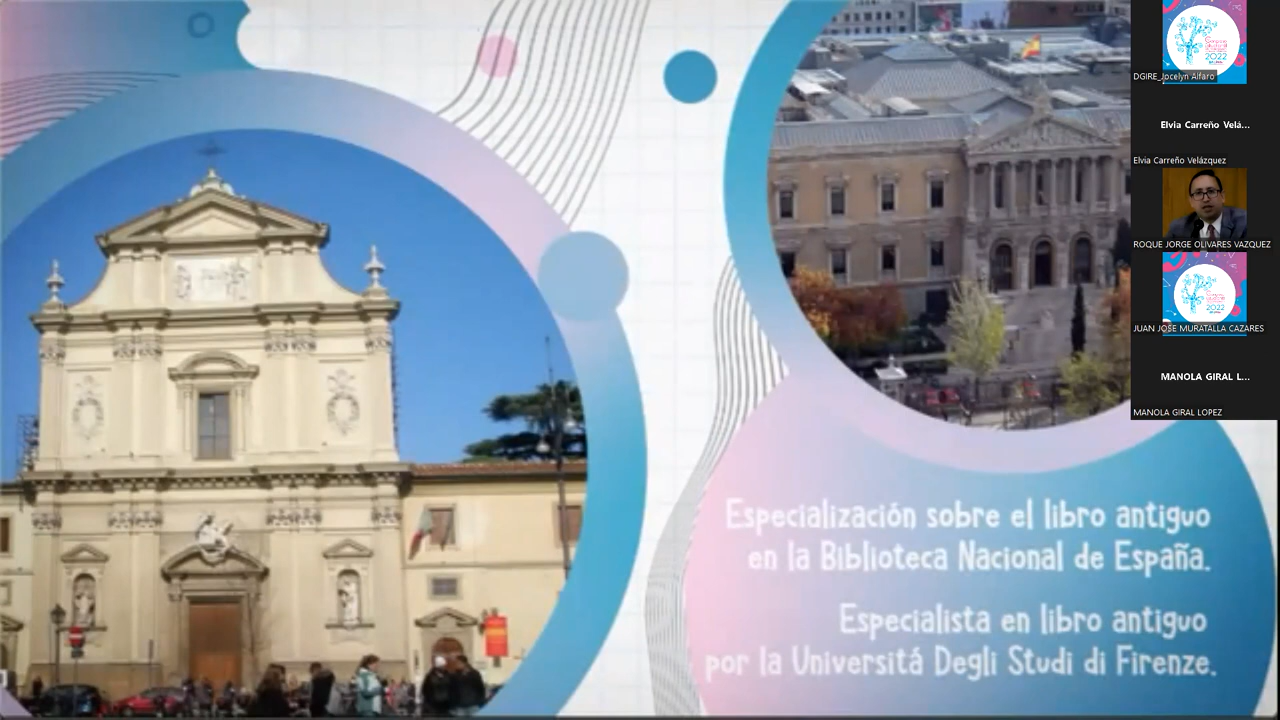 Especialización sobre el libro antiguo
en la Biblioteca Nacional de España.
Especialista en libro antiguo
por la Universitá Degli Studi di Firenze.
2022
DGIRE_Jocelyn Alfaro
Elvia Carreño Velá...
Elvia Carreño Velázquez
ROQUE JORGE OLIVARES VAZQUEZ
2022
JUAN JOSE MURATALLA CAZARES
MANOLA GIRAL L...
MANOLA GIRAL LOPEZ